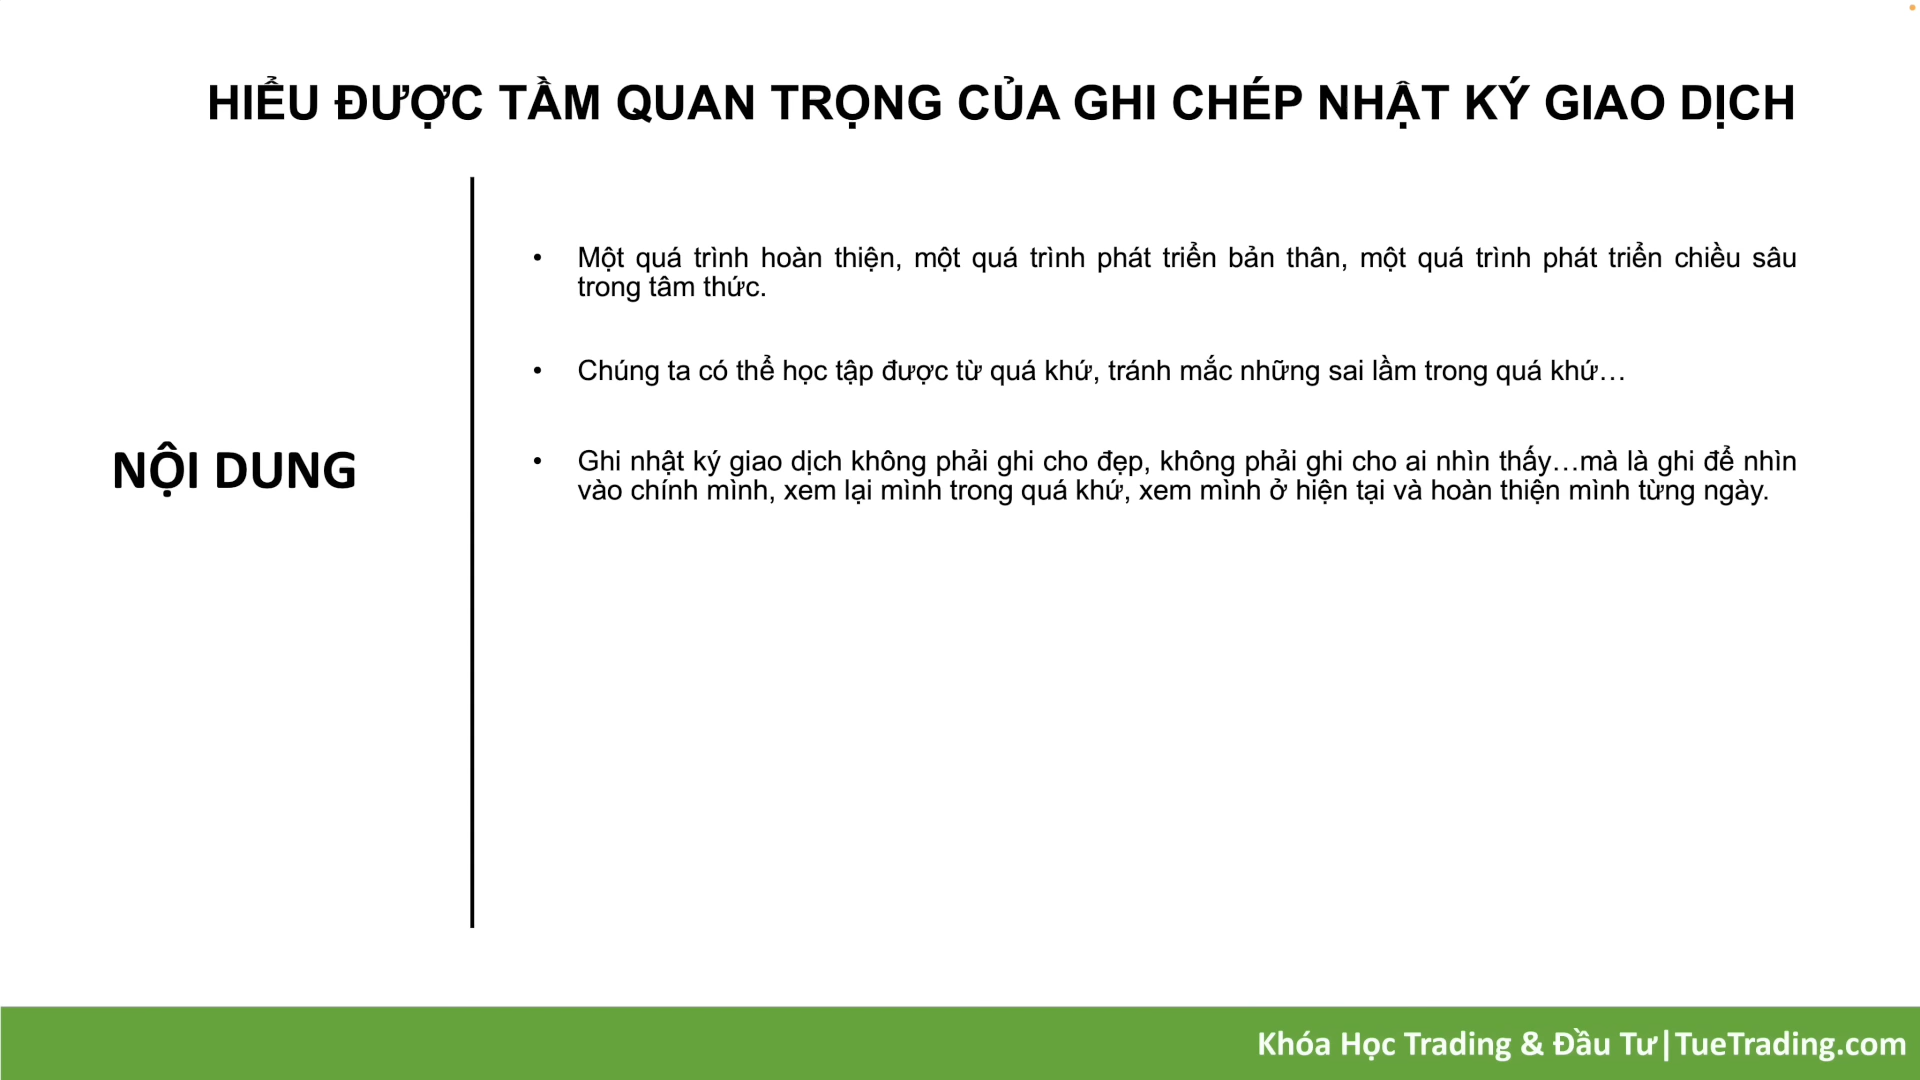 HIỂU ĐƯỢC TẦM QUAN TRỌNG CỦA GHI CHÉP NHẬT KÝ GIAO DỊCH
NỘI DUNG
• Một quá trình hoàn thiện, một quá trình phát triển bản thân, một quá trình phát triển chiều sâu
trong tâm thức.
• Chúng ta có thể học tập được từ quá khứ, tránh mắc những sai lầm trong quá khứ…
• Ghi nhật ký giao dịch không phải ghi cho đẹp, không phải ghi cho ai nhìn thấy…mà là ghi để nhìn
vào chính mình, xem lại mình trong quá khứ, xem mình ở hiện tại và hoàn thiện mình từng ngày.
Khóa Học Trading & Đầu Tư|TueTrading.com